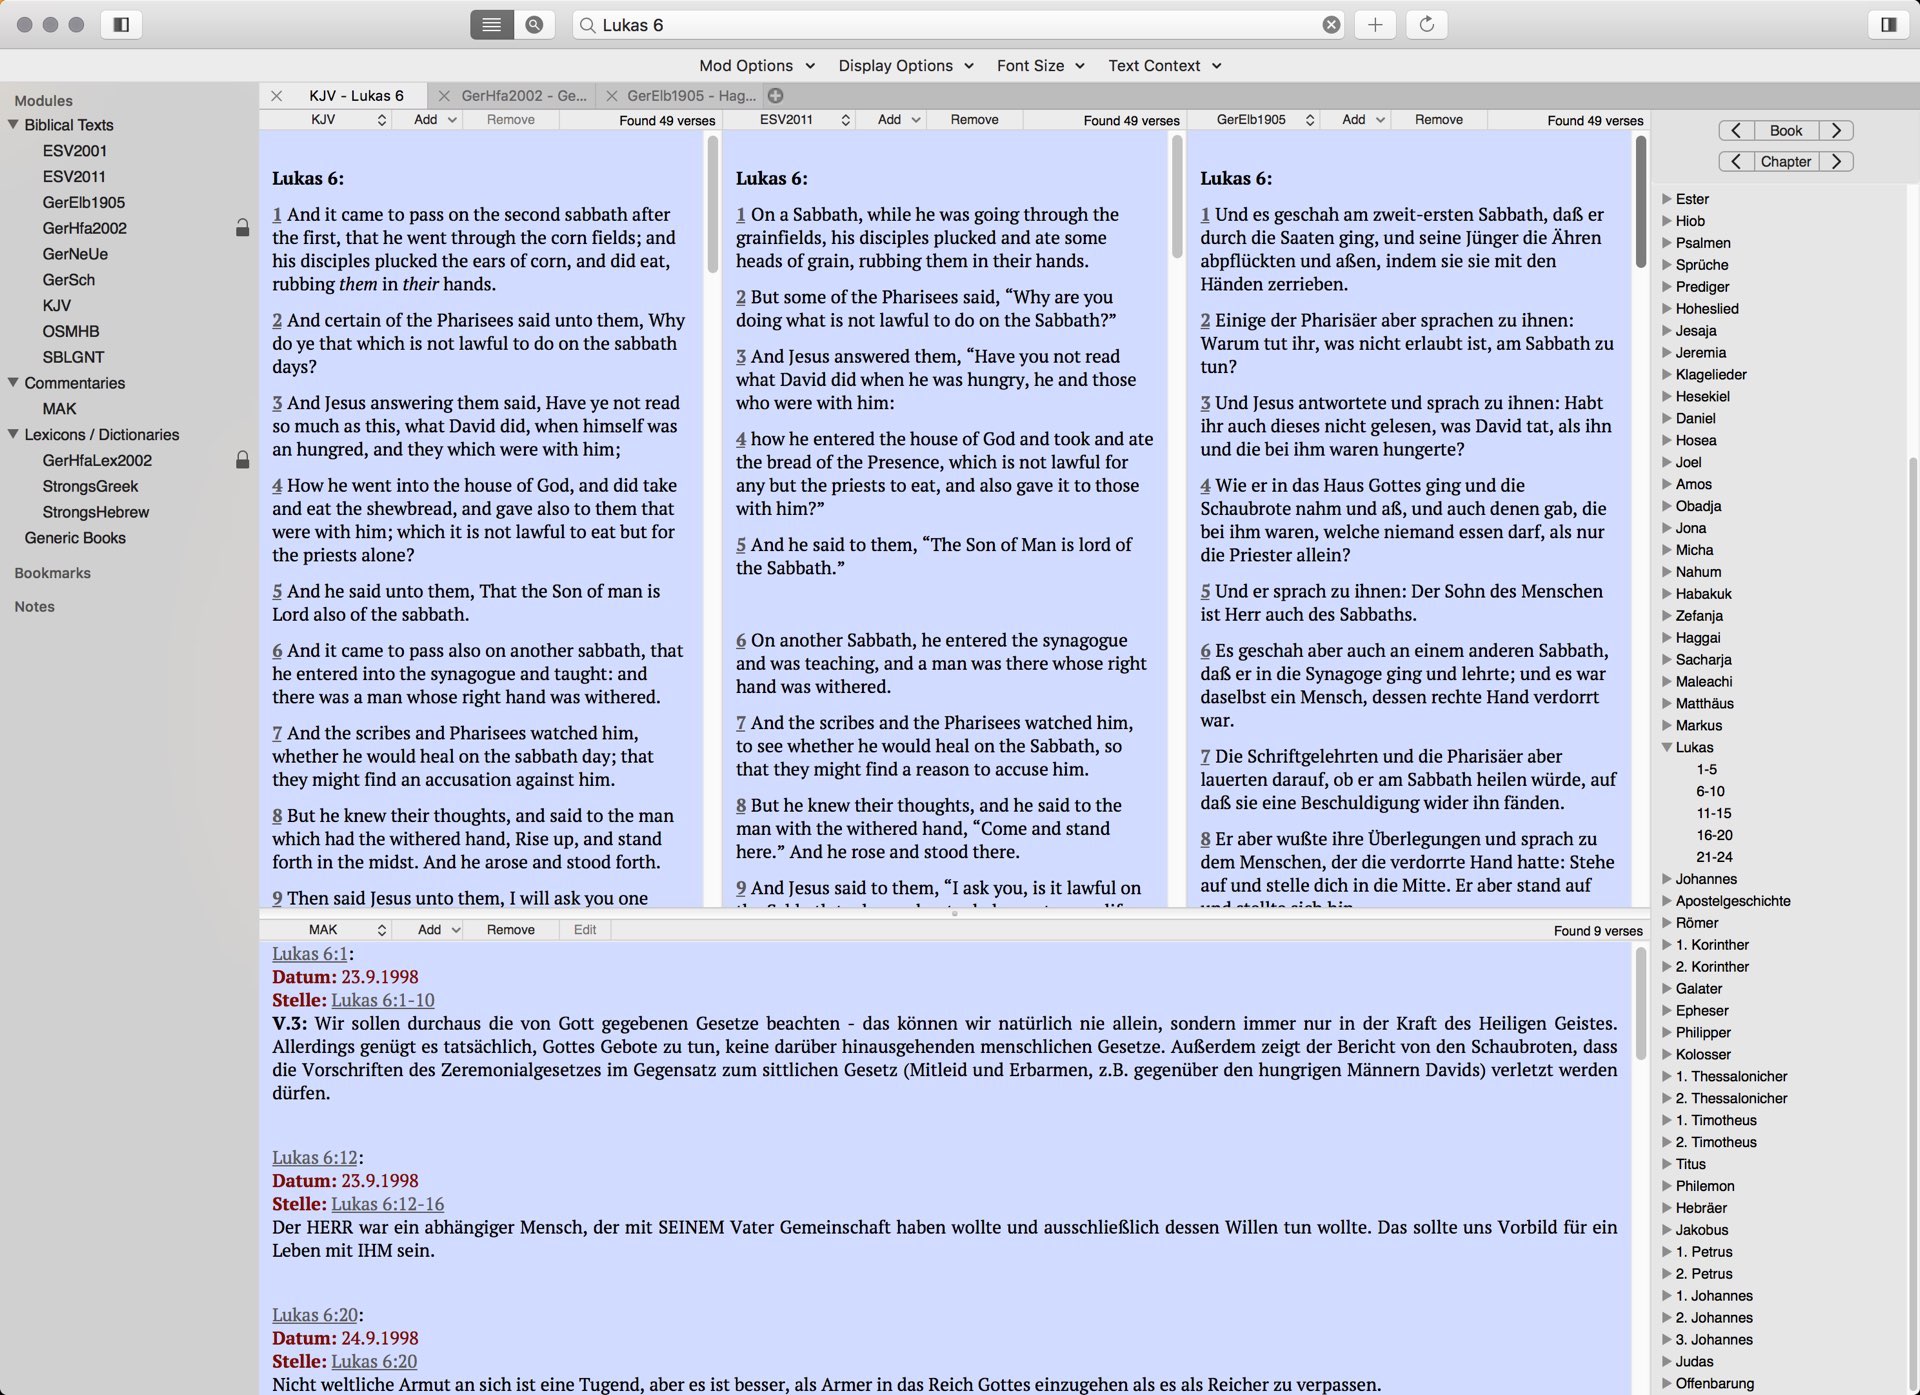 Lukas 6
Mod Options
Display Options
Font Size
Text Context
Modules
Biblical Texts
ESV2001
ESV2011
GerElb1905
GerHfa2002
GerNeUe
GerSch
KJV
OSMHB
SBLGNT
Commentaries
MAK
Lexicons / Dictionaries
GerHfaLex2002
StrongsGreek
StrongsHebrew
Generic Books
Bookmarks
Notes
KJV - Lukas 6
GerHfa2002 - Ge...
GerElb1905 - Hag...
KJV
Add
Remove
Found 49 verses
Lukas 6:
1 And it came to pass on the second sabbath after
the first, that he went through the corn fields; and
his disciples plucked the ears of corn, and did eat,
rubbing them in their hands.
2 And certain of the Pharisees said unto them, Why
do ye that which is not lawful to do on the sabbath
days?
3 And Jesus answering them said, Have ye not read
so much as this, what David did, when himself was
an hungred, and they which were with him;
4 How he went into the house of God, and did take
and eat the shewbread, and gave also to them that
were with him; which it is not lawful to eat but for
the priests alone?
5 And he said unto them, That the Son of man is
Lord also of the sabbath.
6 And it came to pass also on another sabbath, that
he entered into the synagogue and taught: and
there was a man whose right hand was withered.
7 And the scribes and Pharisees watched him,
whether he would heal on the sabbath day; that
they might find an accusation against him.
8 But he knew their thoughts, and said to the man
which had the withered hand, Rise up, and stand
forth in the midst. And he arose and stood forth.
9 Then said Jesus unto them, I will ask you one
ESV2011
Add
Remove
Found 49 verses
Lukas 6:
1 On a Sabbath, while he was going through the
grainfields, his disciples plucked and ate some
heads of grain, rubbing them in their hands.
2 But some of the Pharisees said, “Why are you
doing what is not lawful to do on the Sabbath?”
3 And Jesus answered them, “Have you not read
what David did when he was hungry, he and those
who were with him:
4 how he entered the house of God and took and ate
the bread of the Presence, which is not lawful for
any but the priests to eat, and also gave it to those
with him?”
5 And he said to them, “The Son of Man is lord of
the Sabbath.”
6 On another Sabbath, he entered the synagogue
and was teaching, and a man was there whose right
hand was withered.
7 And the scribes and the Pharisees watched him,
to see whether he would heal on the Sabbath, so
that they might find a reason to accuse him.
8 But he knew their thoughts, and he said to the
man with the withered hand, “Come and stand
here.” And he rose and stood there.
9 And Jesus said to them, “I ask you, is it lawful on
GerElb1905
Add
Remove
Found 49 verses
Lukas 6:
1 Und es geschah am zweit-ersten Sabbath, daß er
durch die Saaten ging, und seine Jünger die Ähren
abpflückten und aßen, indem sie sie mit den
Händen zerrieben.
2 Einige der Pharisäer aber sprachen zu ihnen:
Warum tut ihr, was nicht erlaubt ist, am Sabbath zu
tun?
3 Und Jesus antwortete und sprach zu ihnen: Habt
ihr auch dieses nicht gelesen, was David tat, als ihn
und die bei ihm waren hungerte?
4 Wie er in das Haus Gottes ging und die
Schaubrote nahm und aß, und auch denen gab, die
bei ihm waren, welche niemand essen darf, als nur
die Priester allein?
5 Und er sprach zu ihnen: Der Sohn des Menschen
ist Herr auch des Sabbaths.
6 Es geschah aber auch an einem anderen Sabbath,
daß er in die Synagoge ging und lehrte; und es war
daselbst ein Mensch, dessen rechte Hand verdorrt
war.
7 Die Schriftgelehrten und die Pharisäer aber
lauerten darauf, ob er am Sabbath heilen würde, auf
daß sie eine Beschuldigung wider ihn fänden.
8 Er aber wußte ihre Überlegungen und sprach zu
dem Menschen, der die verdorrte Hand hatte: Stehe
auf und stelle dich in die Mitte. Er aber stand auf
und stellte sich hin.
MAK
Add
Remove
Edit
Found 9 verses
Lukas 6:1:
Datum: 23.9.1998
Stelle: Lukas 6:1-10
V.3: Wir sollen durchaus die von Gott gegebenen Gesetze beachten - das können wir natürlich nie allein, sondern immer nur in der Kraft des Heiligen Geistes.
Allerdings genügt es tatsächlich, Gottes Gebote zu tun, keine darüber hinausgehenden menschlichen Gesetze. Außerdem zeigt der Bericht von den Schaubroten, dass
die Vorschriften des Zeremonialgesetzes im Gegensatz zum sittlichen Gesetz (Mitleid und Erbarmen, z.B. gegenüber den hungrigen Männern Davids) verletzt werden
dürfen.
Lukas 6:12:
Datum: 23.9.1998
Stelle: Lukas 6:12-16
Der HERR war ein abhängiger Mensch, der mit SEINEM Vater Gemeinschaft haben wollte und ausschließlich dessen Willen tun wollte. Das sollte uns Vorbild für ein
Leben mit IHM sein.
Lukas 6:20:
Datum: 24.9.1998
Stelle: Lukas 6:20
Nicht weltliche Armut an sich ist eine Tugend, aber es ist besser, als Armer in das Reich Gottes einzugehen als es als Reicher zu verpassen.
Book
Chapter
Ester
Hiob
Psalmen
Sprüche
Prediger
Hoheslied
Jesaja
Jeremia
Klagelieder
Hesekiel
Daniel
Hosea
Joel
Amos
Obadja
Jona
Micha
Nahum
Habakuk
Zefanja
Haggai
Sacharja
Maleachi
Matthäus
Markus
Lukas
1-5
6-10
11-15
16-20
21-24
Johannes
Apostelgeschichte
Römer
1. Korinther
2. Korinther
Galater
Epheser
Philipper
Kolosser
1. Thessalonicher
2. Thessalonicher
1. Timotheus
2. Timotheus
Titus
Philemon
Hebräer
Jakobus
1. Petrus
2. Petrus
1. Johannes
2. Johannes
3. Johannes
Judas
Offenbarung